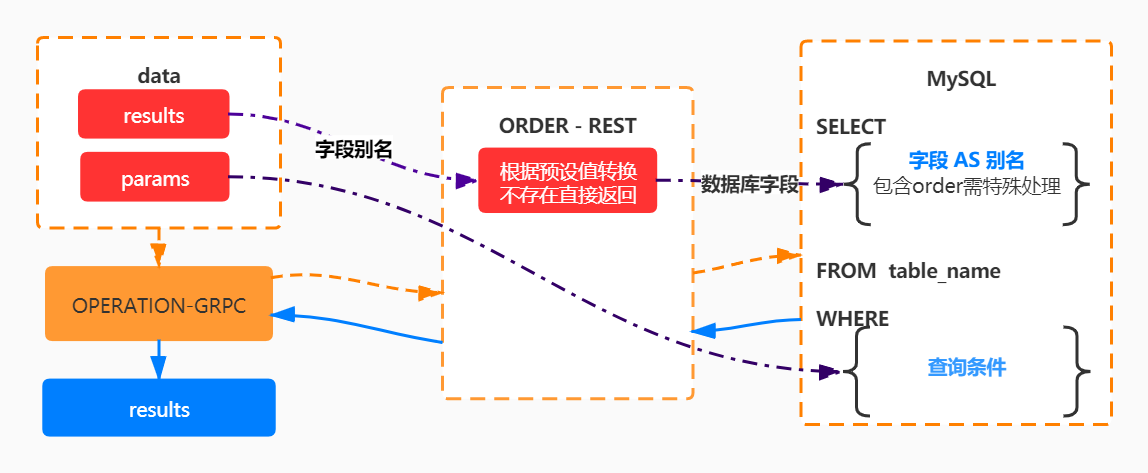 data
results
params
OPERATION-GRPC
results
字段别名
ORDER - REST
根据预设值转换
不存在直接返回
数据库字段
MySQL
SELECT
字段 AS 别名
包含order需特殊处理
FROM table_name
WHERE
查询条件